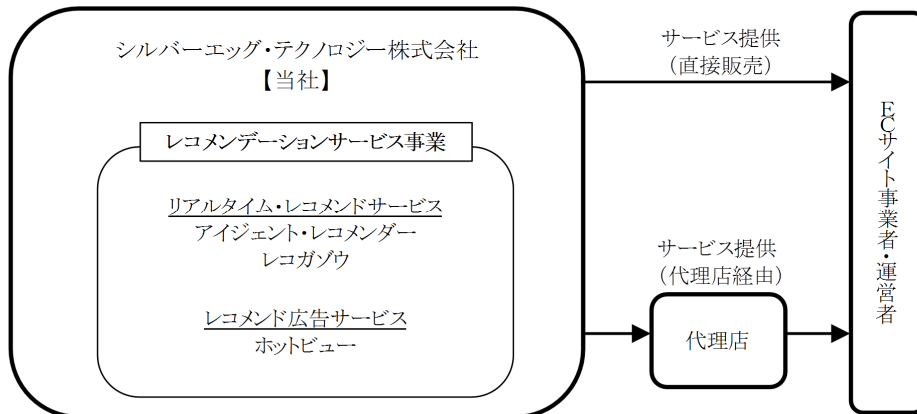 シルバーエッグ・テクノロジー株式会社
【当社】
レコメンデーションサービス事業
リアルタイム・レコメンドサービス
アイジェント・レコメンダー
レコガゾウ
レコメンド広告サービス
ホットビュー
サービス提供
（直接販売）
サービス提供
（代理店経由）
代理店
ECサイト事業者・運営者